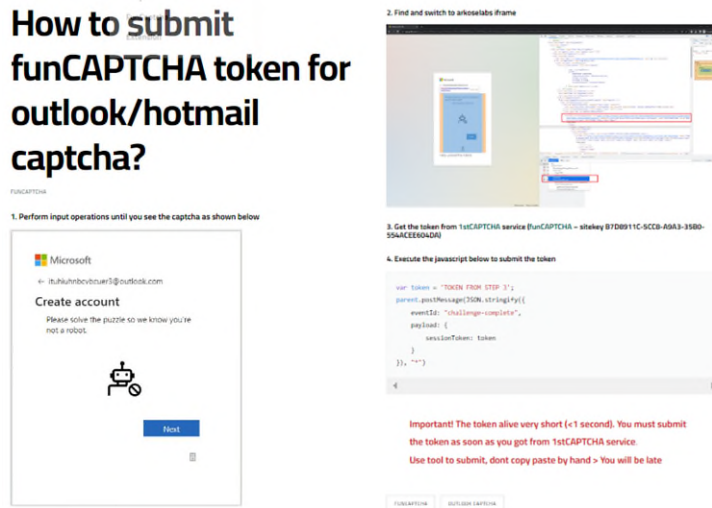 How to submit
funCAPTCHA token for
outlook/hotmail
captcha?
FUNCAPTCHA
1. Perform input operations until you see the captcha as shown below
Microsoft
← ituhiuhnbcvbcuer3@outlook.com
Create account
Please solve the puzzle so we know you're
not a robot.
Next
2. Find and switch to arkoselabs iframe
3. Get the token from 1stCAPTCHA service (funCAPTCHA – sitekey B7D8911C-5CC8-A9A3-35B0-
554ACEE604DA)
4. Execute the javascript below to submit the token
var token = 'TOKEN FROM STEP 3';
parent.postMessage(JSON.stringify({
eventId: "challenge-complete",
payload: {
sessionToken: token
}
}), "*")
Important! The token alive very short (<1 second). You must submit
the token as soon as you got from 1stCAPTCHA service.
Use tool to submit, dont copy paste by hand > You will be late
FUNCAPTCHA
OUTLOOK CAPTCHA